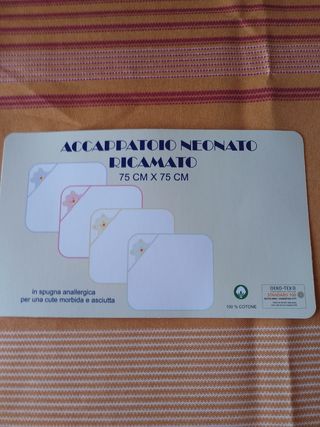 ACCAPPATOIO NEONATO
RICAMATO
75 CM X 75 CM
in spugna anallergica
per una cute morbida e asciutta
100 % COTONE
OEKO-TEX®
STANDARD 100